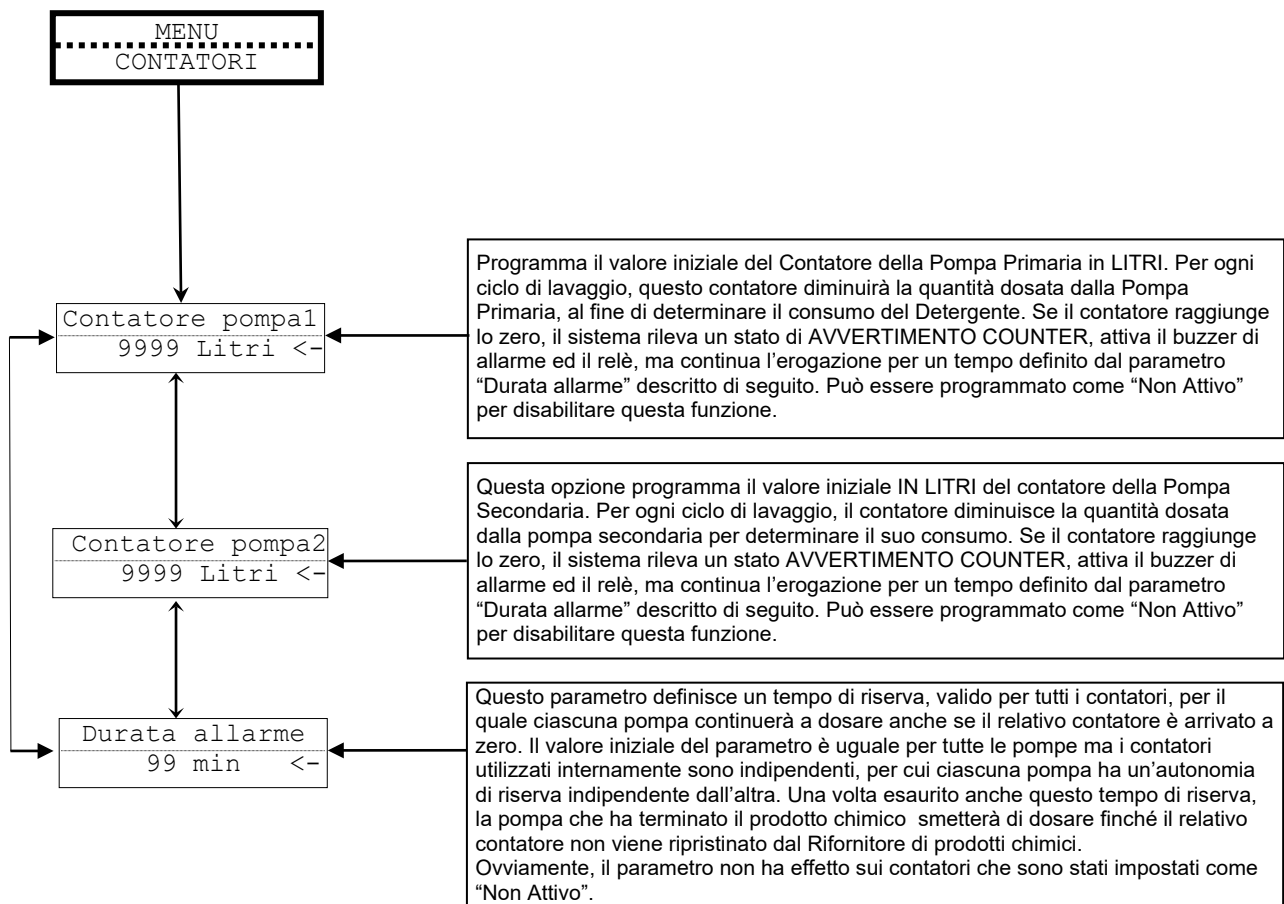 MENU
CONTATORI
Contatore pompa1
9999 Litri <-
Programma il valore iniziale del Contatore della Pompa Primaria in LITRI. Per ogni
ciclo di lavaggio, questo contatore diminuirà la quantità dosata dalla Pompa
Primaria, al fine di determinare il consumo del Detergente. Se il contatore raggiunge
lo zero, il sistema rileva un stato di AVVERTIMENTO COUNTER, attiva il buzzer di
allarme ed il relè, ma continua l'erogazione per un tempo definito dal parametro
“Durata allarme” descritto di seguito. Può essere programmato come “Non Attivo”
per disabilitare questa funzione.
Contatore pompa2
9999 Litri <-
Questa opzione programma il valore iniziale IN LITRI del contatore della Pompa
Secondaria. Per ogni ciclo di lavaggio, il contatore diminuisce la quantità dosata
dalla pompa secondaria per determinare il suo consumo. Se il contatore raggiunge
lo zero, il sistema rileva un stato AVVERTIMENTO COUNTER, attiva il buzzer di
allarme ed il relè, ma continua l'erogazione per un tempo definito dal parametro
“Durata allarme” descritto di seguito. Può essere programmato come “Non Attivo”
per disabilitare questa funzione.
Durata allarme
99 min <-
Questo parametro definisce un tempo di riserva, valido per tutti i contatori, per il
quale ciascuna pompa continuerà a dosare anche se il relativo contatore è arrivato a
zero. Il valore iniziale del parametro è uguale per tutte le pompe ma i contatori
utilizzati internamente sono indipendenti, per cui ciascuna pompa ha un'autonomia
di riserva indipendente dall'altra. Una volta esaurito anche questo tempo di riserva,
la pompa che ha terminato il prodotto chimico smetterà di dosare finché il relativo
contatore non viene ripristinato dal Rifornitore di prodotti chimici.
Ovviamente, il parametro non ha effetto sui contatori che sono stati impostati come
“Non Attivo”.